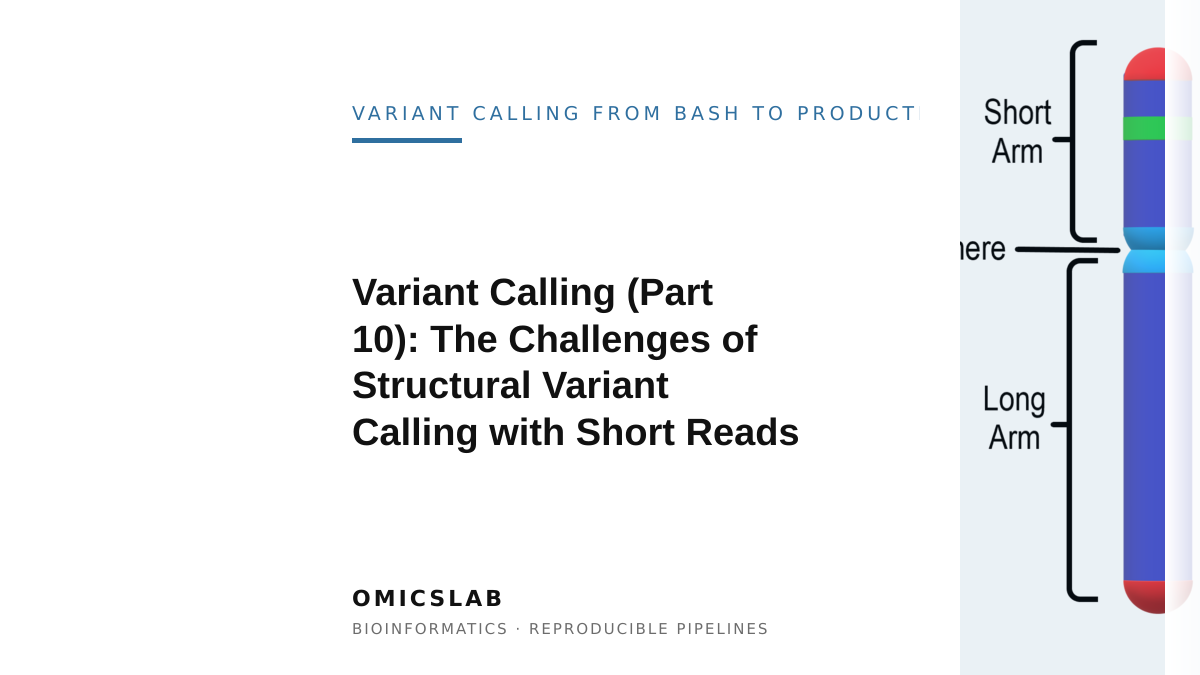 VARIANT CALLING FROM BASH TO PRODUCT
Variant Calling (Part
10): The Challenges of
Structural Variant
Calling with Short Reads
OMICSLAB
BIOINFORMATICS · REPRODUCIBLE PIPELINES
Short
Arm
here
Long
Arm